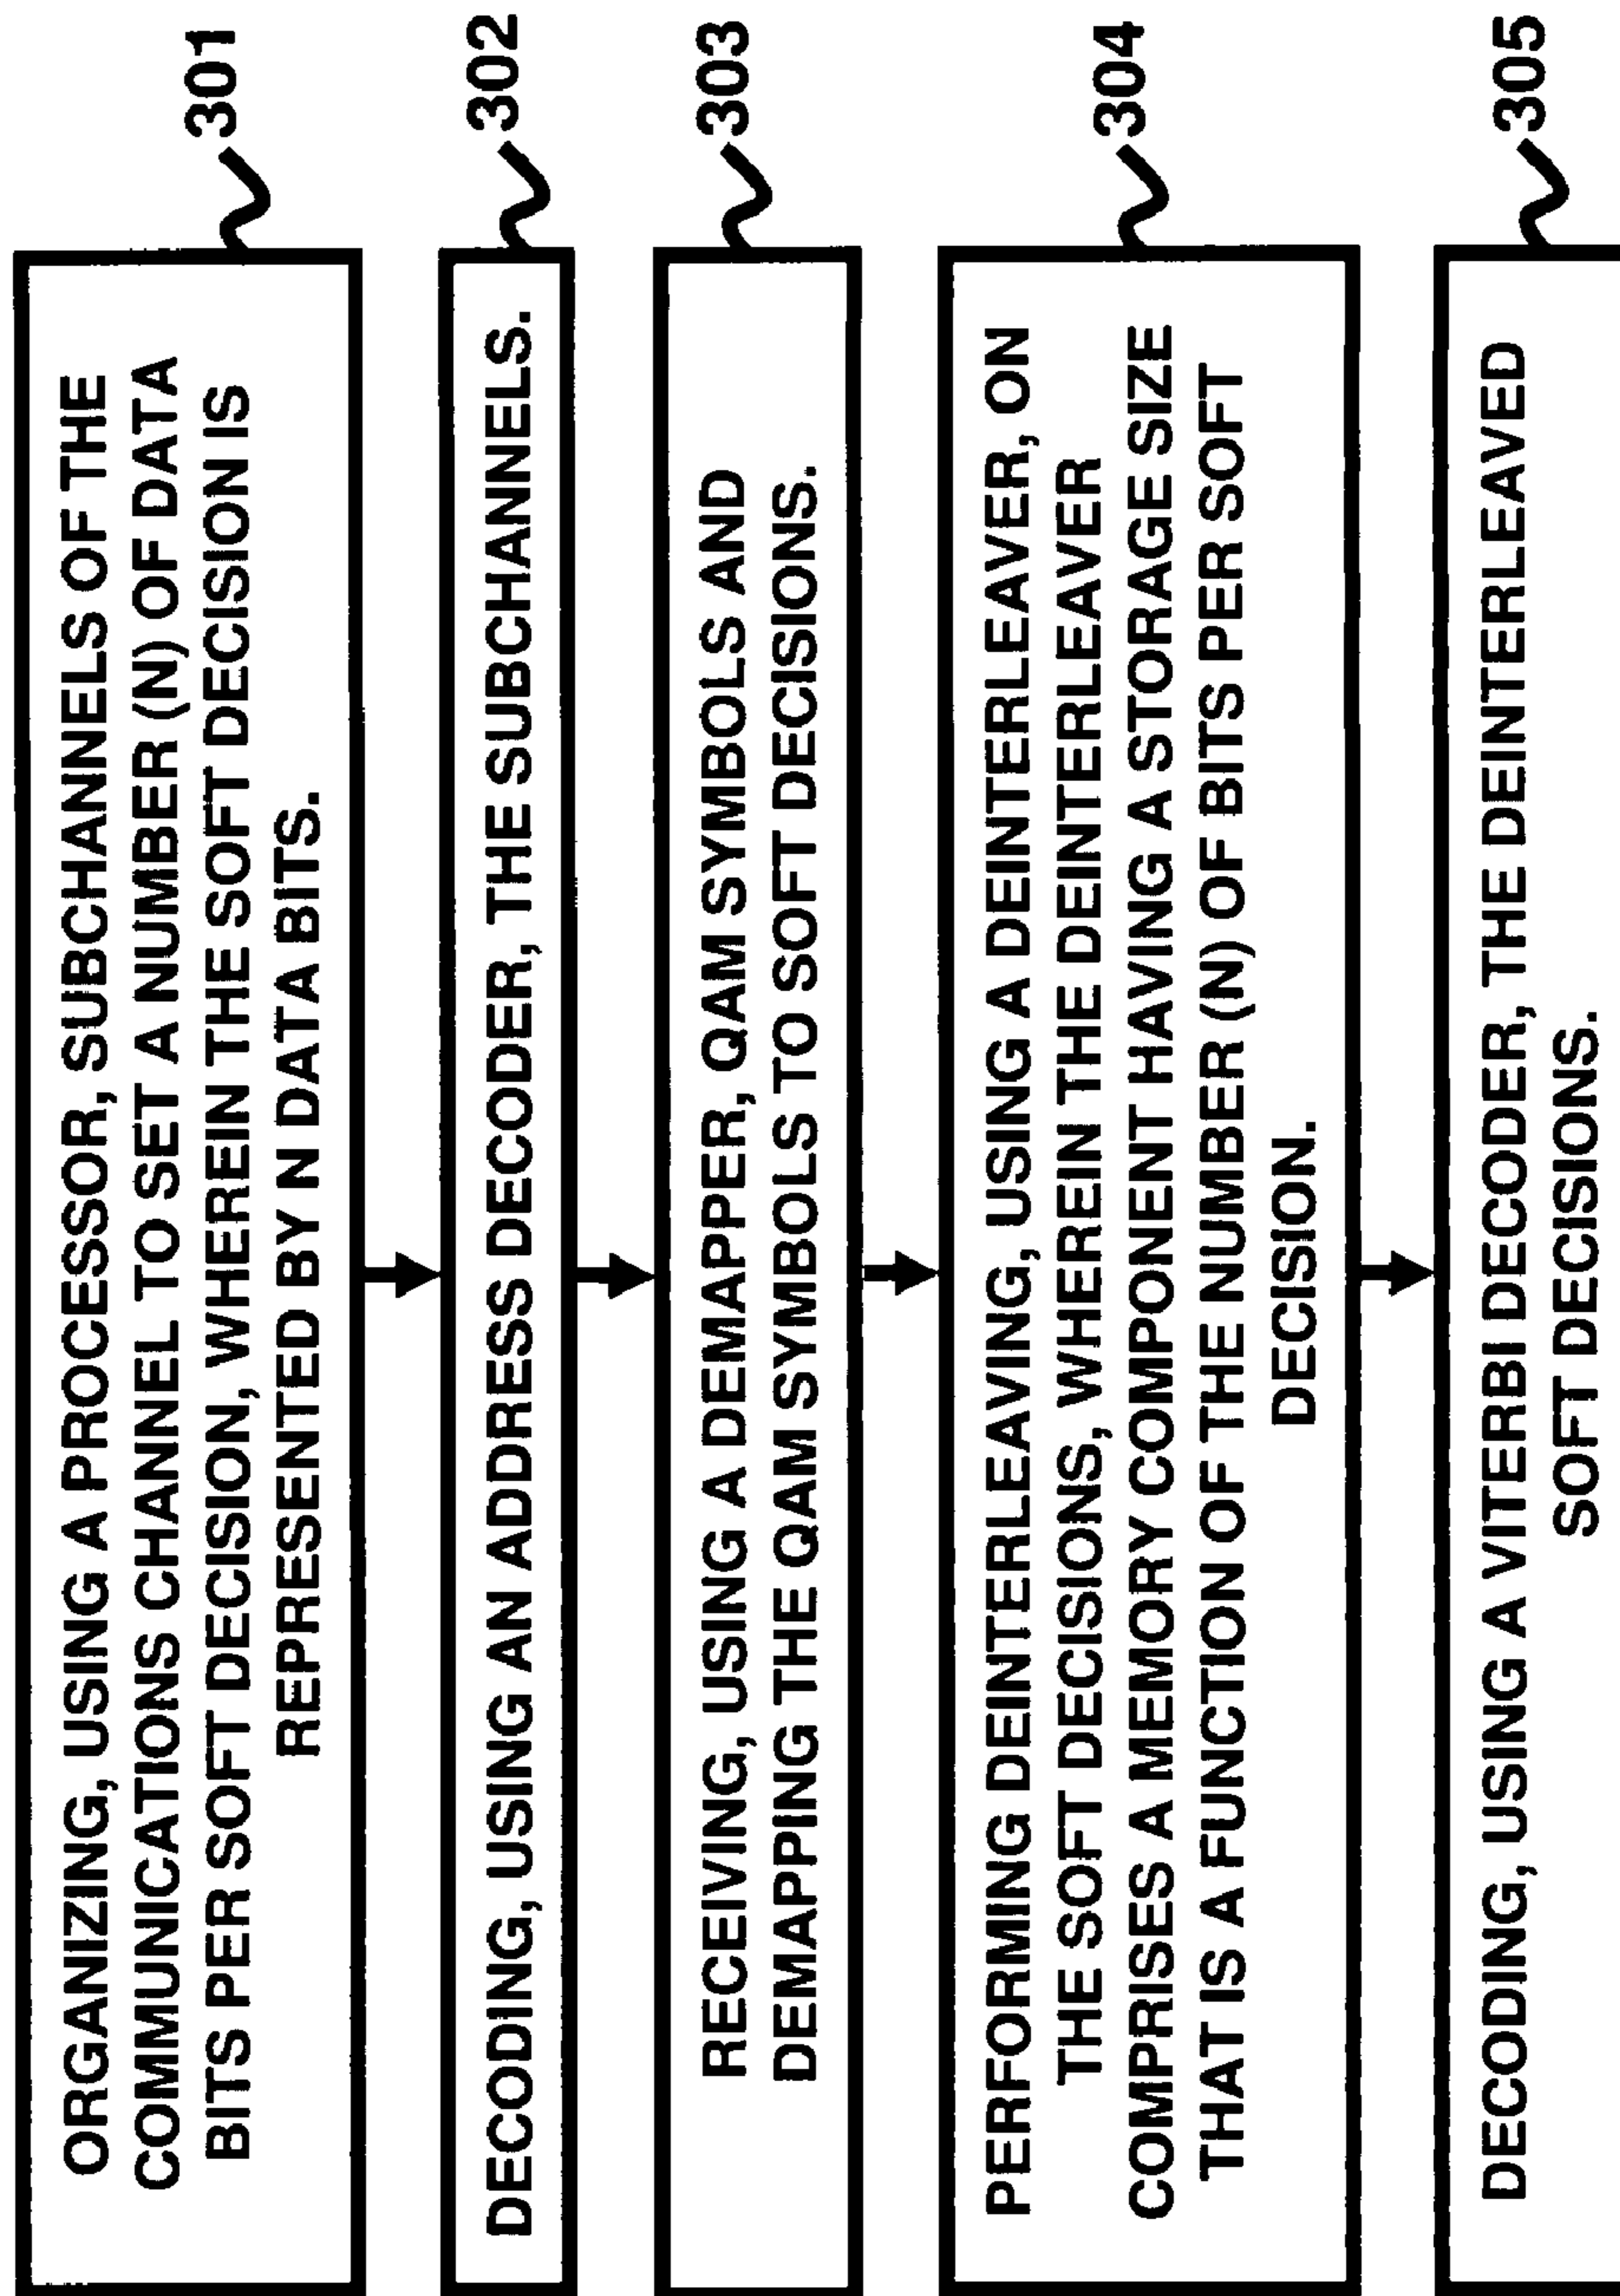 ORGANIZING, USING A PROCESSOR, SUBCHANNELS OF THE
COMMUNICATIONS CHANNEL TO SET A NUMBER (N) OF DATA
BITS PER SOFT DECISION, WHEREIN THE SOFT DECISION IS
REPRESENTED BY N DATA BITS.
301
DECODING, USING AN ADDRESS DECODER, THE SUBCHANNELS.
302
RECEIVING, USING A DEMAPPER, QAM SYMBOLS AND
DEMAPPING THE QAM SYMBOLS TO SOFT DECISIONS.
303
PERFORMING DEINTERLEAVING, USING A DEINTERLEAVER, ON
THE SOFT DECISIONS, WHEREIN THE DEINTERLEAVER
COMPRISES A MEMORY COMPONENT HAVING A STORAGE SIZE
THAT IS A FUNCTION OF THE NUMBER (N) OF BITS PER SOFT
DECISION.
304
DECODING, USING A VITERBI DECODER, THE DEINTERLEAVED
SOFT DECISIONS.
305